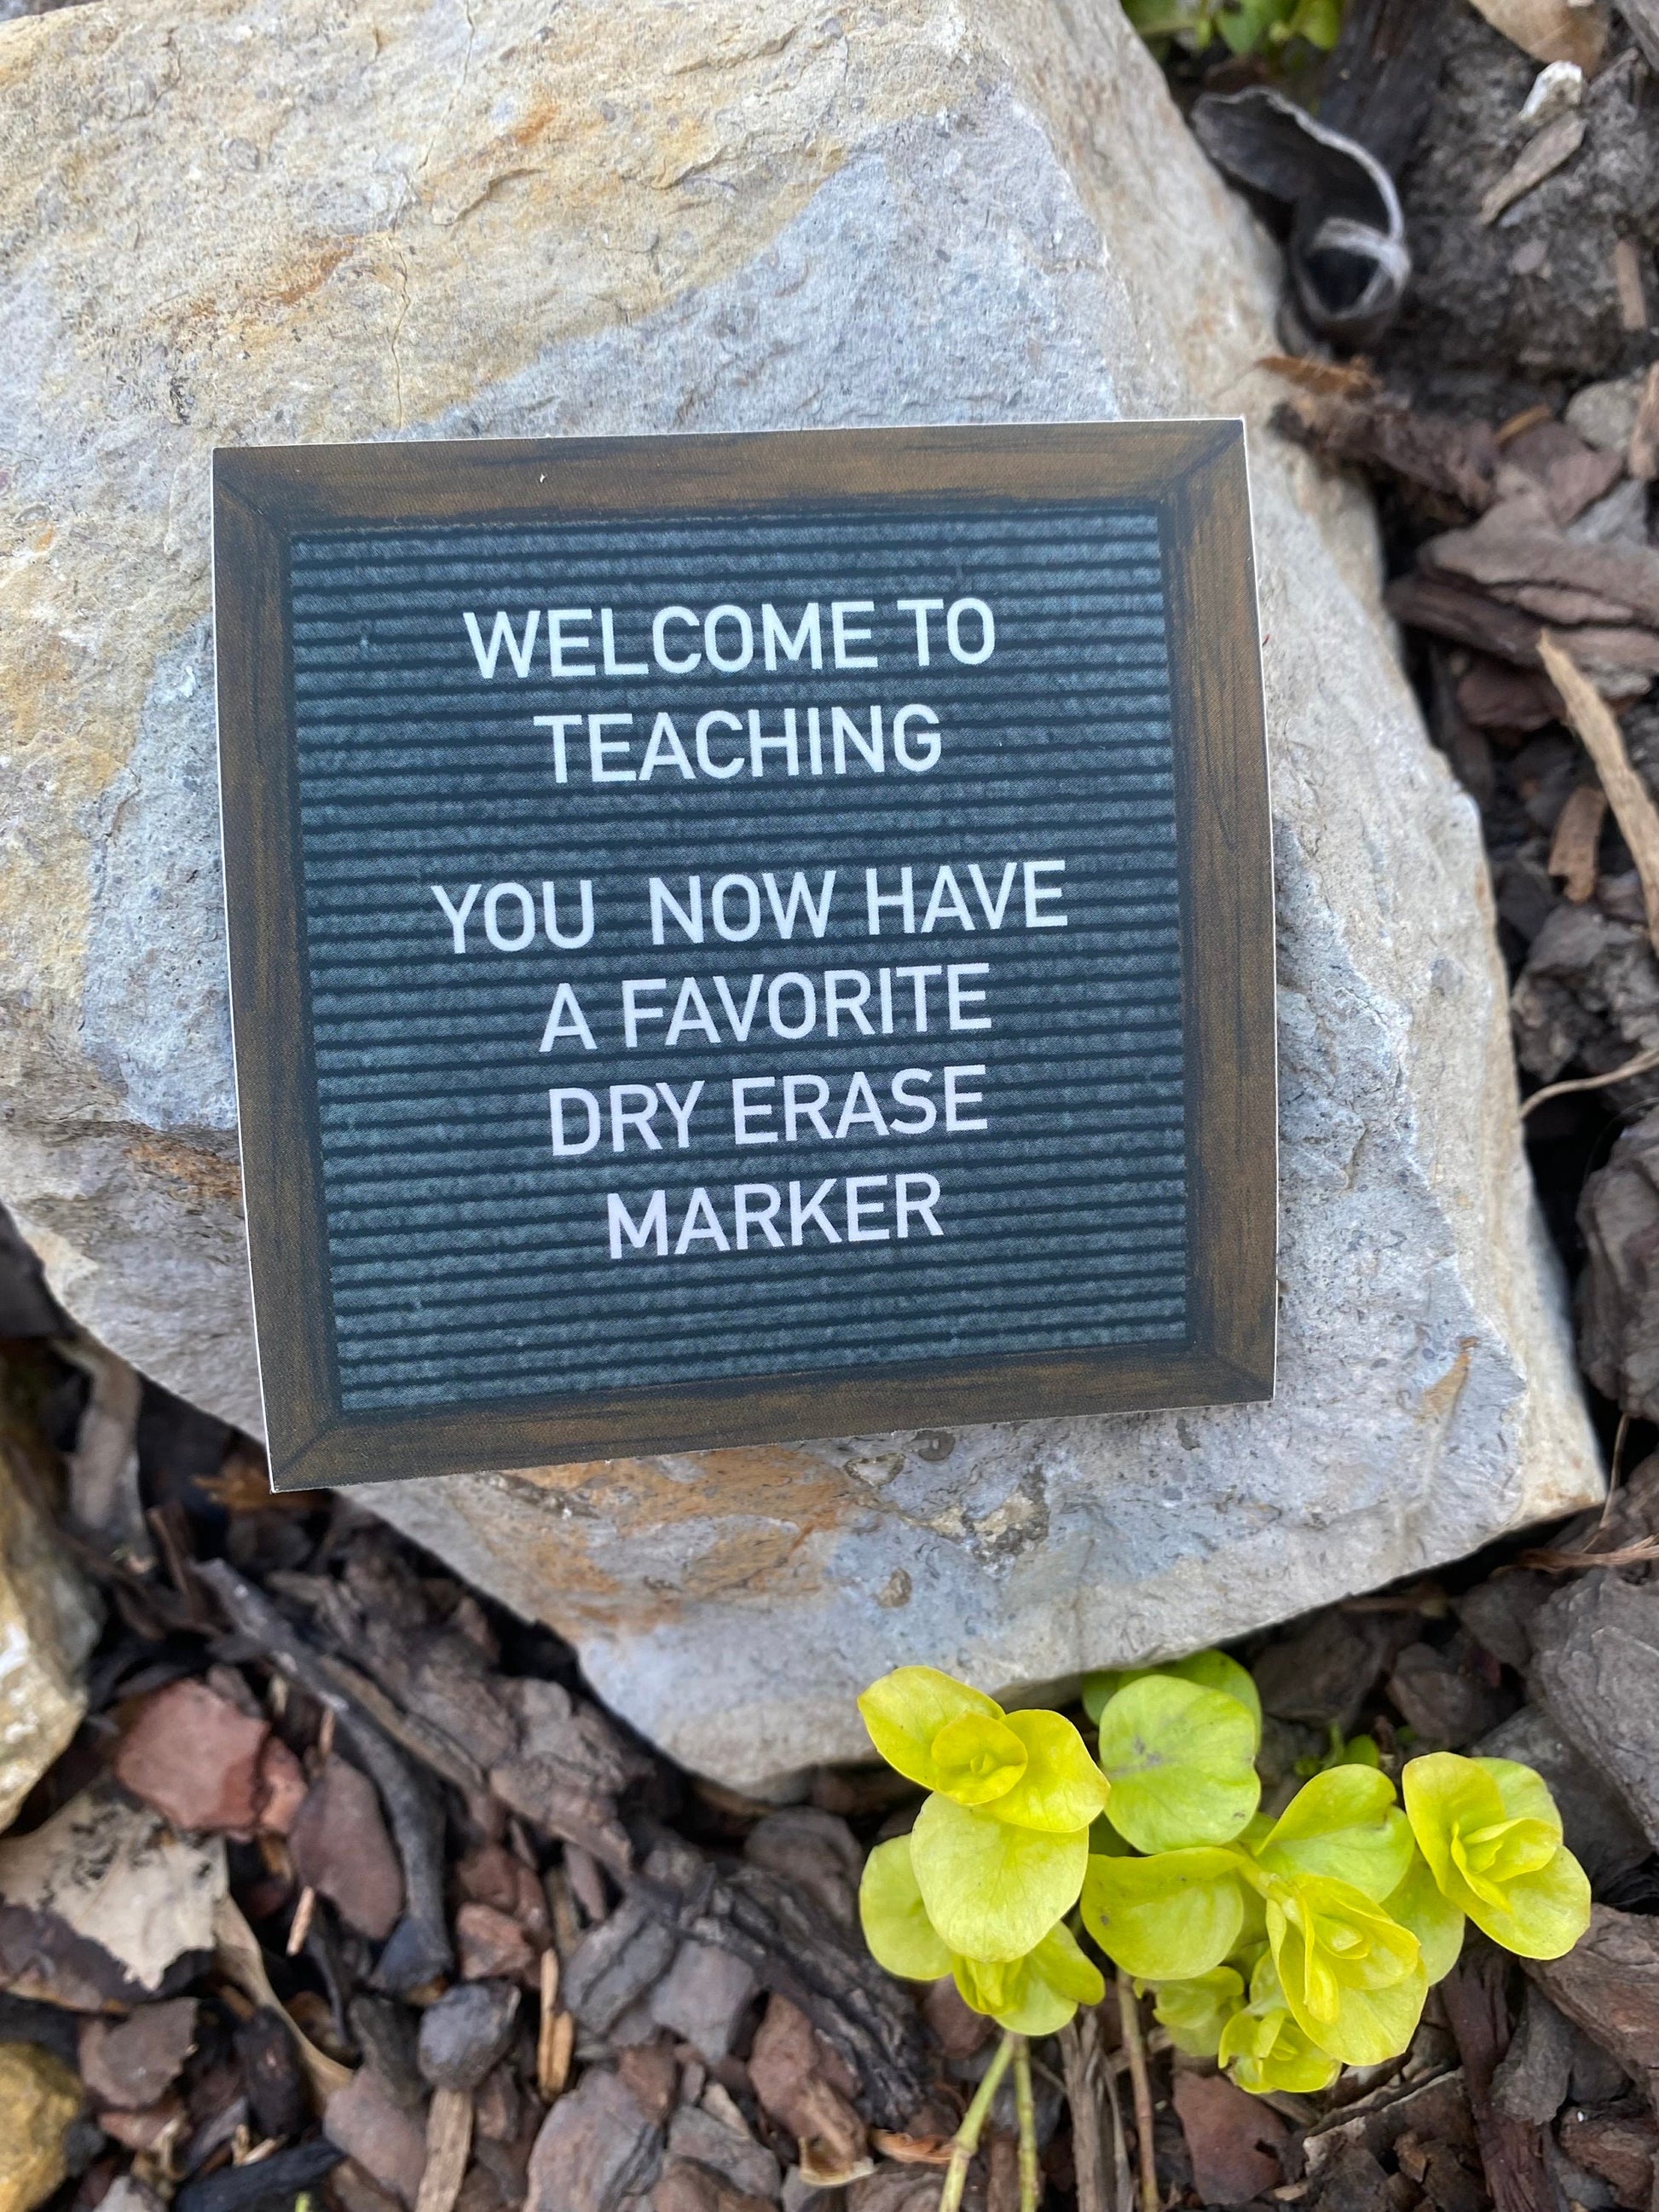 WELCOME TO
TEACHING
YOU NOW HAVE
A FAVORITE
DRY ERASE
MARKER